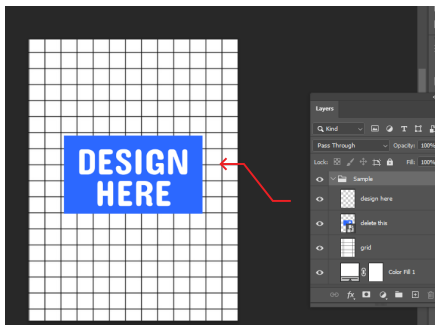 DESIGN
HERE
Layers
Kind
Pass Through
Opacity: 100%
Lock:
Fill: 100%
Sample
design here
delete this
grid
Color Fill 1
fx